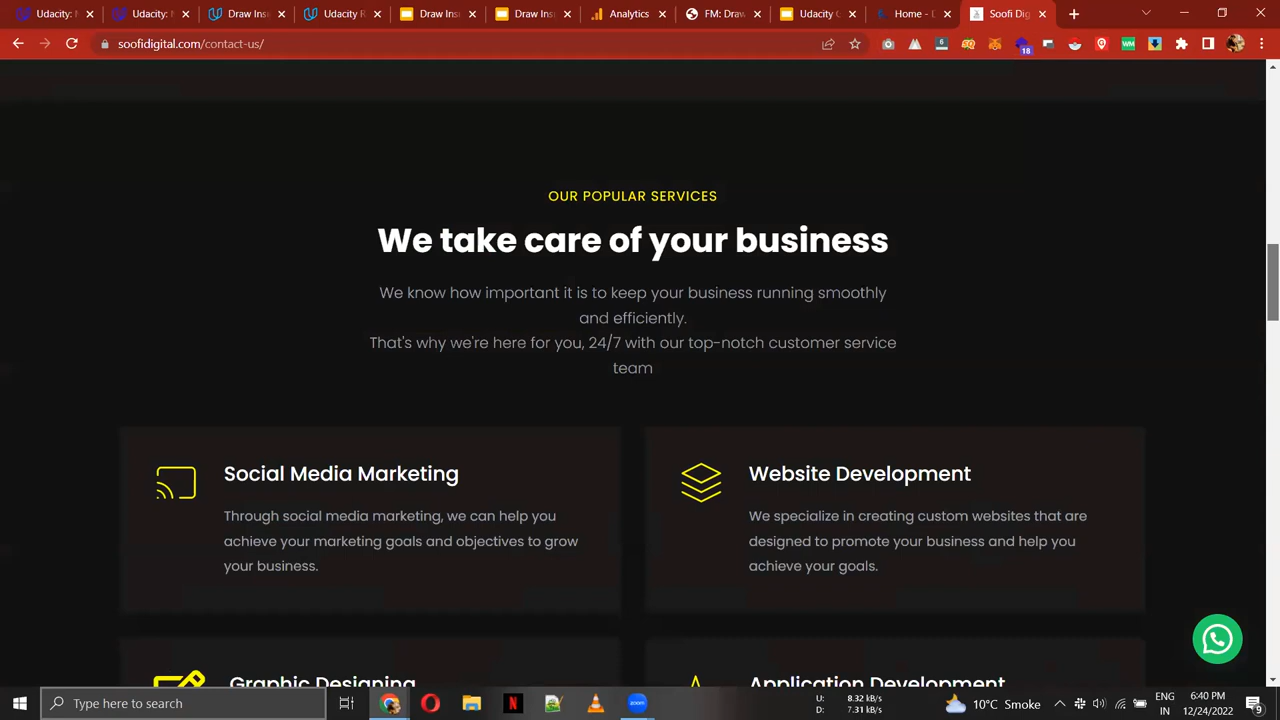 Udacity: M
Udacity: M
Draw Ins
Udacity R
Draw Ins
Draw Ins
Analytics
FM: Draw
Udacity C
Home - D
Soofi Dig
soofidigital.com/contact-us/
6
18
WM
OUR POPULAR SERVICES
We take care of your business
We know how important it is to keep your business running smoothly
and efficiently.
That's why we're here for you, 24/7 with our top-notch customer service
team
Social Media Marketing
Through social media marketing, we can help you
achieve your marketing goals and objectives to grow
your business.
Website Development
We specialize in creating custom websites that are
designed to promote your business and help you
achieve your goals.
Graphic Designing
Application Development
Type here to search
N
zoom
U: 8.32 kB/s
D: 7.31 kB/s
10°C Smoke
ENG
IN
6:40 PM
12/24/2022
9